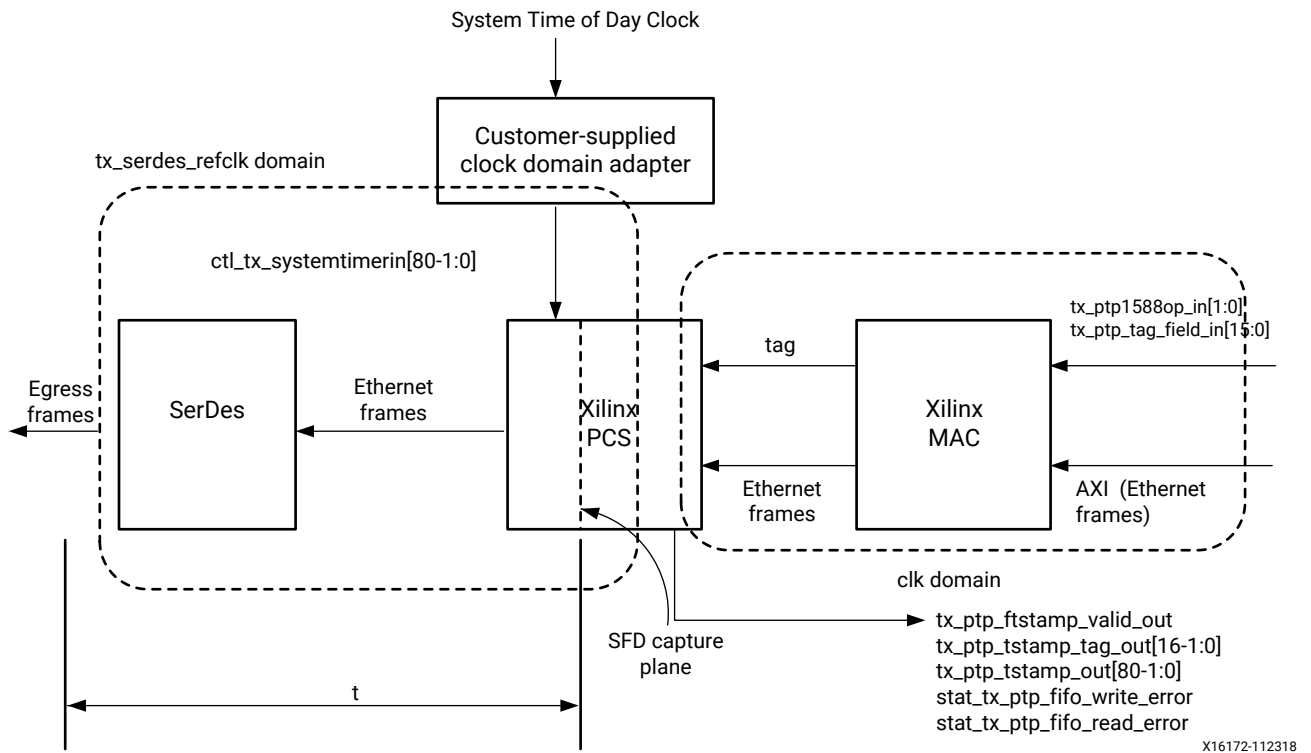 System Time of Day Clock
Customer-supplied
clock domain adapter
tx_serdes_refclk domain
ctl_tx_systemtimerin[80-1:0]
tx_ptp1588op_in[1:0]
tx_ptp_tag_field_in[15:0]
tag
Egress
frames
SerDes
Ethernet
frames
Xilinx
PCS
Xilinx
MAC
Ethernet
frames
AXI (Ethernet
frames)
clk domain
SFD capture
plane
tx_ptp_ftstamp_valid_out
tx_ptp_tstamp_tag_out[16-1:0]
tx_ptp_tstamp_out[80-1:0]
stat_tx_ptp_fifo_write_error
stat_tx_ptp_fifo_read_error
t
X16172-112318